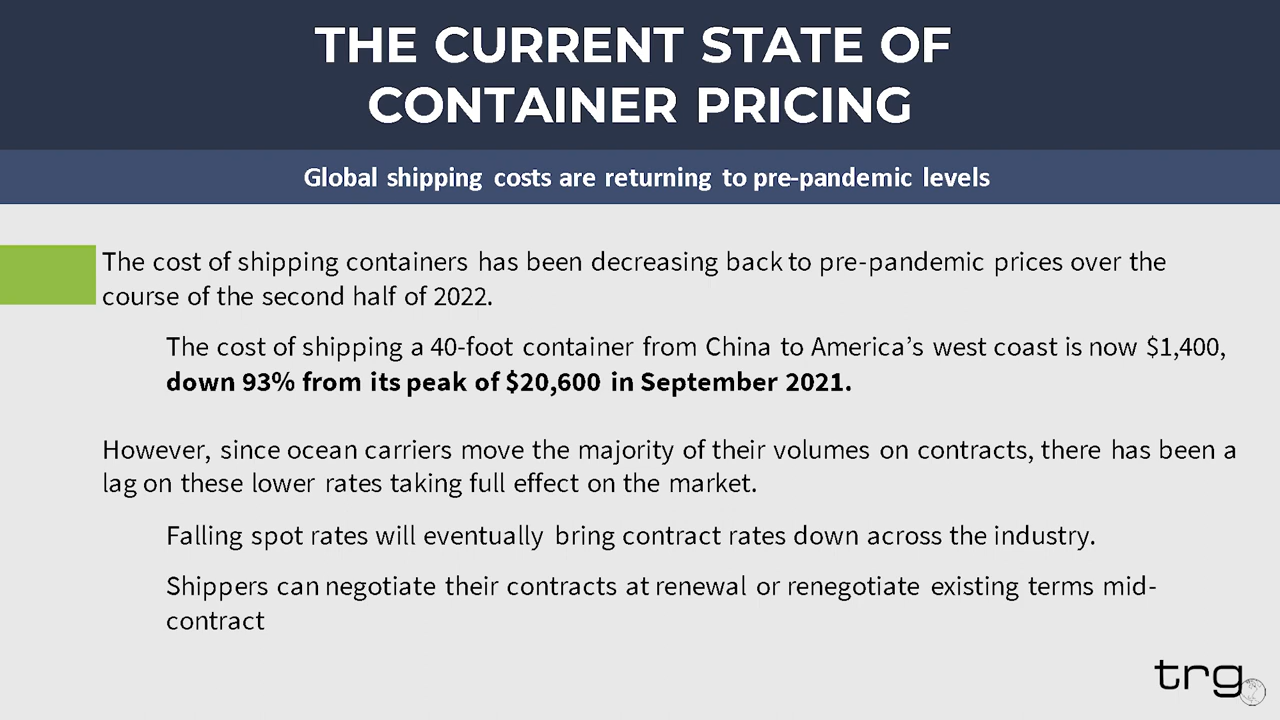 THE CURRENT STATE OF
CONTAINER PRICING
Global shipping costs are returning to pre-pandemic levels
The cost of shipping containers has been decreasing back to pre-pandemic prices over the
course of the second half of 2022.
The cost of shipping a 40-foot container from China to America’s west coast is now $1,400,
down 93% from its peak of $20,600 in September 2021.
However, since ocean carriers move the majority of their volumes on contracts, there has been a
lag on these lower rates taking full effect on the market.
Falling spot rates will eventually bring contract rates down across the industry.
Shippers can negotiate their contracts at renewal or renegotiate existing terms mid-
contract
trg